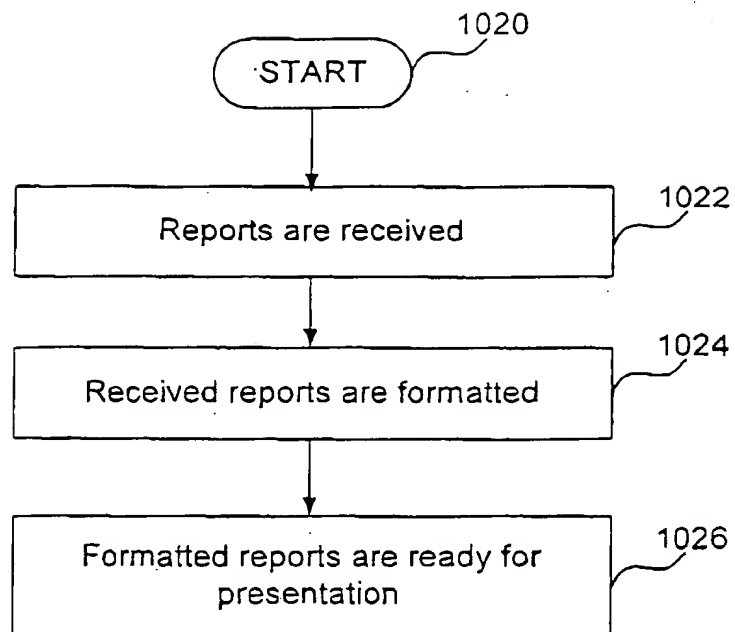 1020
START
1022
Reports are received
1024
Received reports are formatted
1026
Formatted reports are ready for
presentation